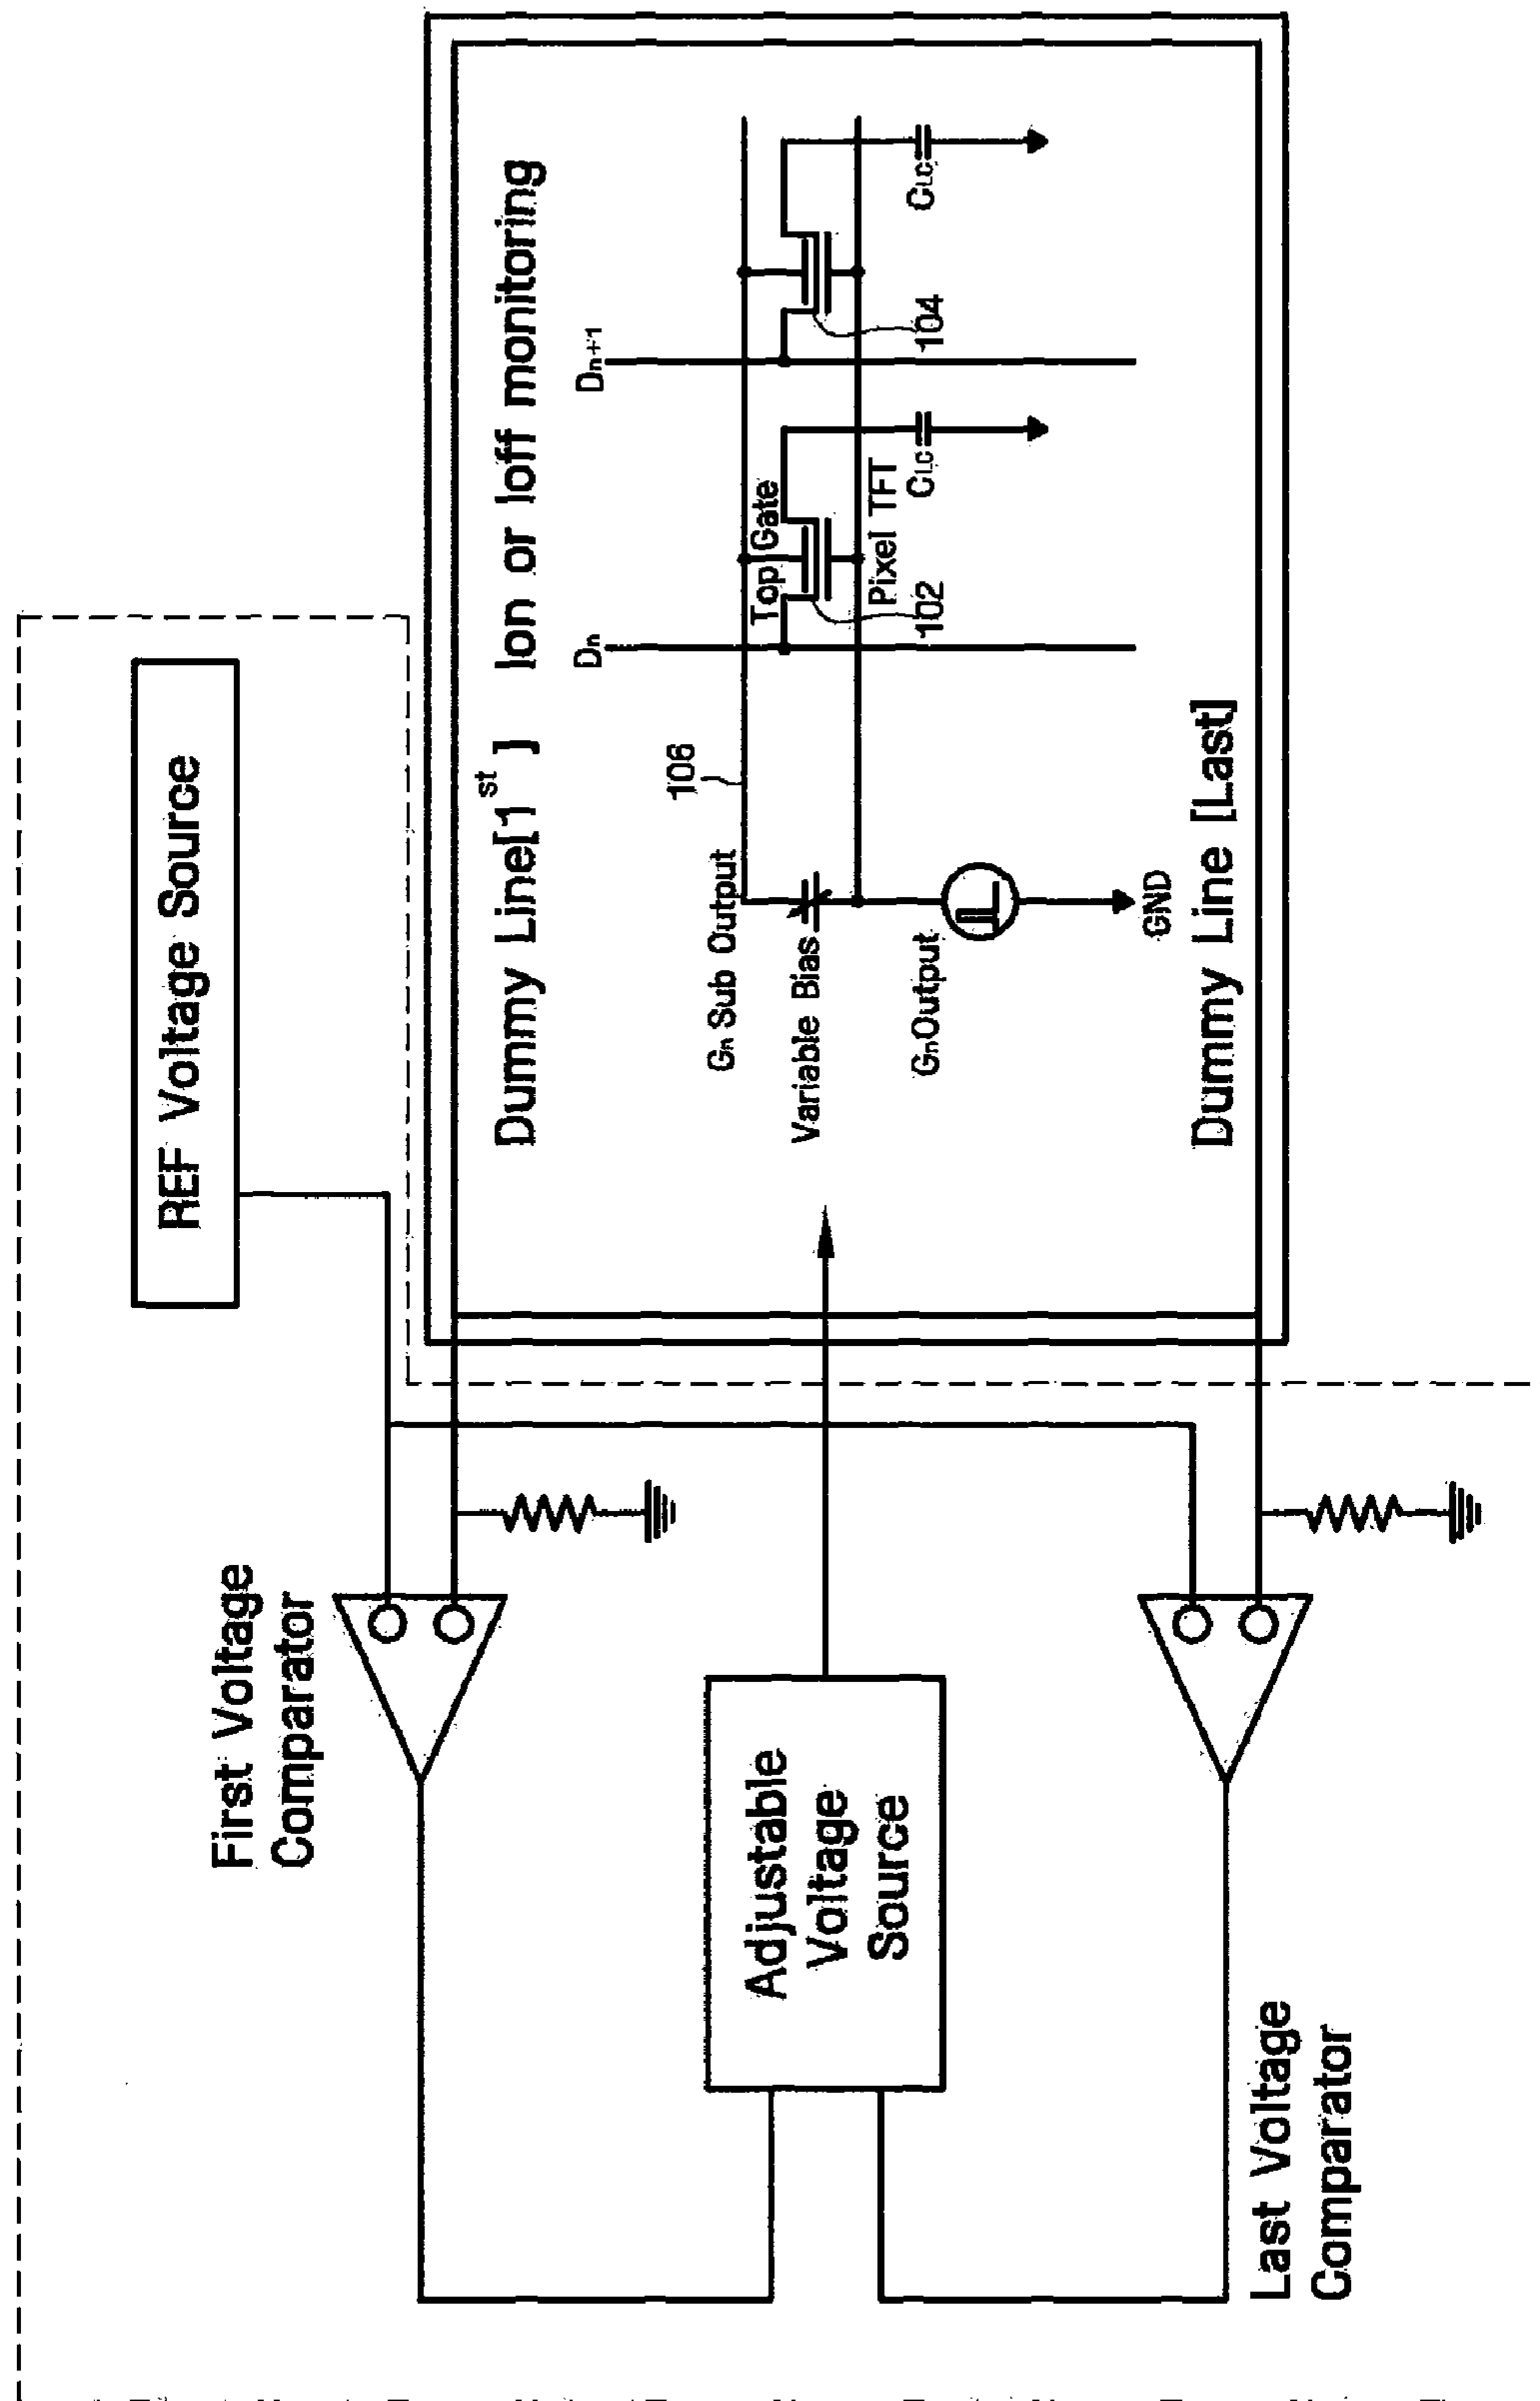 REF Voltage Source
First Voltage
Comparator
Dummy Line[1st ] Ion or Ioff monitoring
Dn
Dn+1
106
Gn Sub Output
Top Gate
Variable Bias
102
104
Pixel TFT
CLC
CLC
GnOutput
GND
Adjustable
Voltage
Source
Dummy Line [Last]
Last Voltage
Comparator